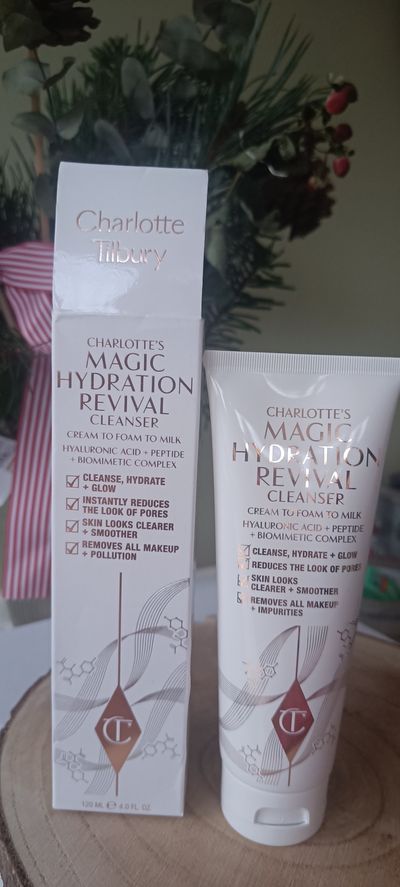 Charlotte
Tilbury
CHARLOTTE'S
MAGIC
HYDRATION
REVIVAL
CLEANSER
CREAM TO FOAM TO MILK
HYALURONIC ACID + PEPTIDE
+ BIOMIMETIC COMPLEX
CLEANSE, HYDRATE
+ GLOW
INSTANTLY REDUCES
THE LOOK OF PORES
SKIN LOOKS CLEARER
+ SMOOTHER
REMOVES ALL MAKEUP
+ POLLUTION
CT
120 ML ℮ 4.0 FL. OZ.
CHARLOTTE'S
MAGIC
HYDRATION
REVIVAL
CLEANSER
CREAM TO FOAM TO MILK
HYALURONIC ACID + PEPTIDE
+ BIOMIMETIC COMPLEX
CLEANSE, HYDRATE + GLOW
REDUCES THE LOOK OF PORES
SKIN LOOKS
CLEARER + SMOOTHER
REMOVES ALL MAKEUP
+ IMPURITIES
CT